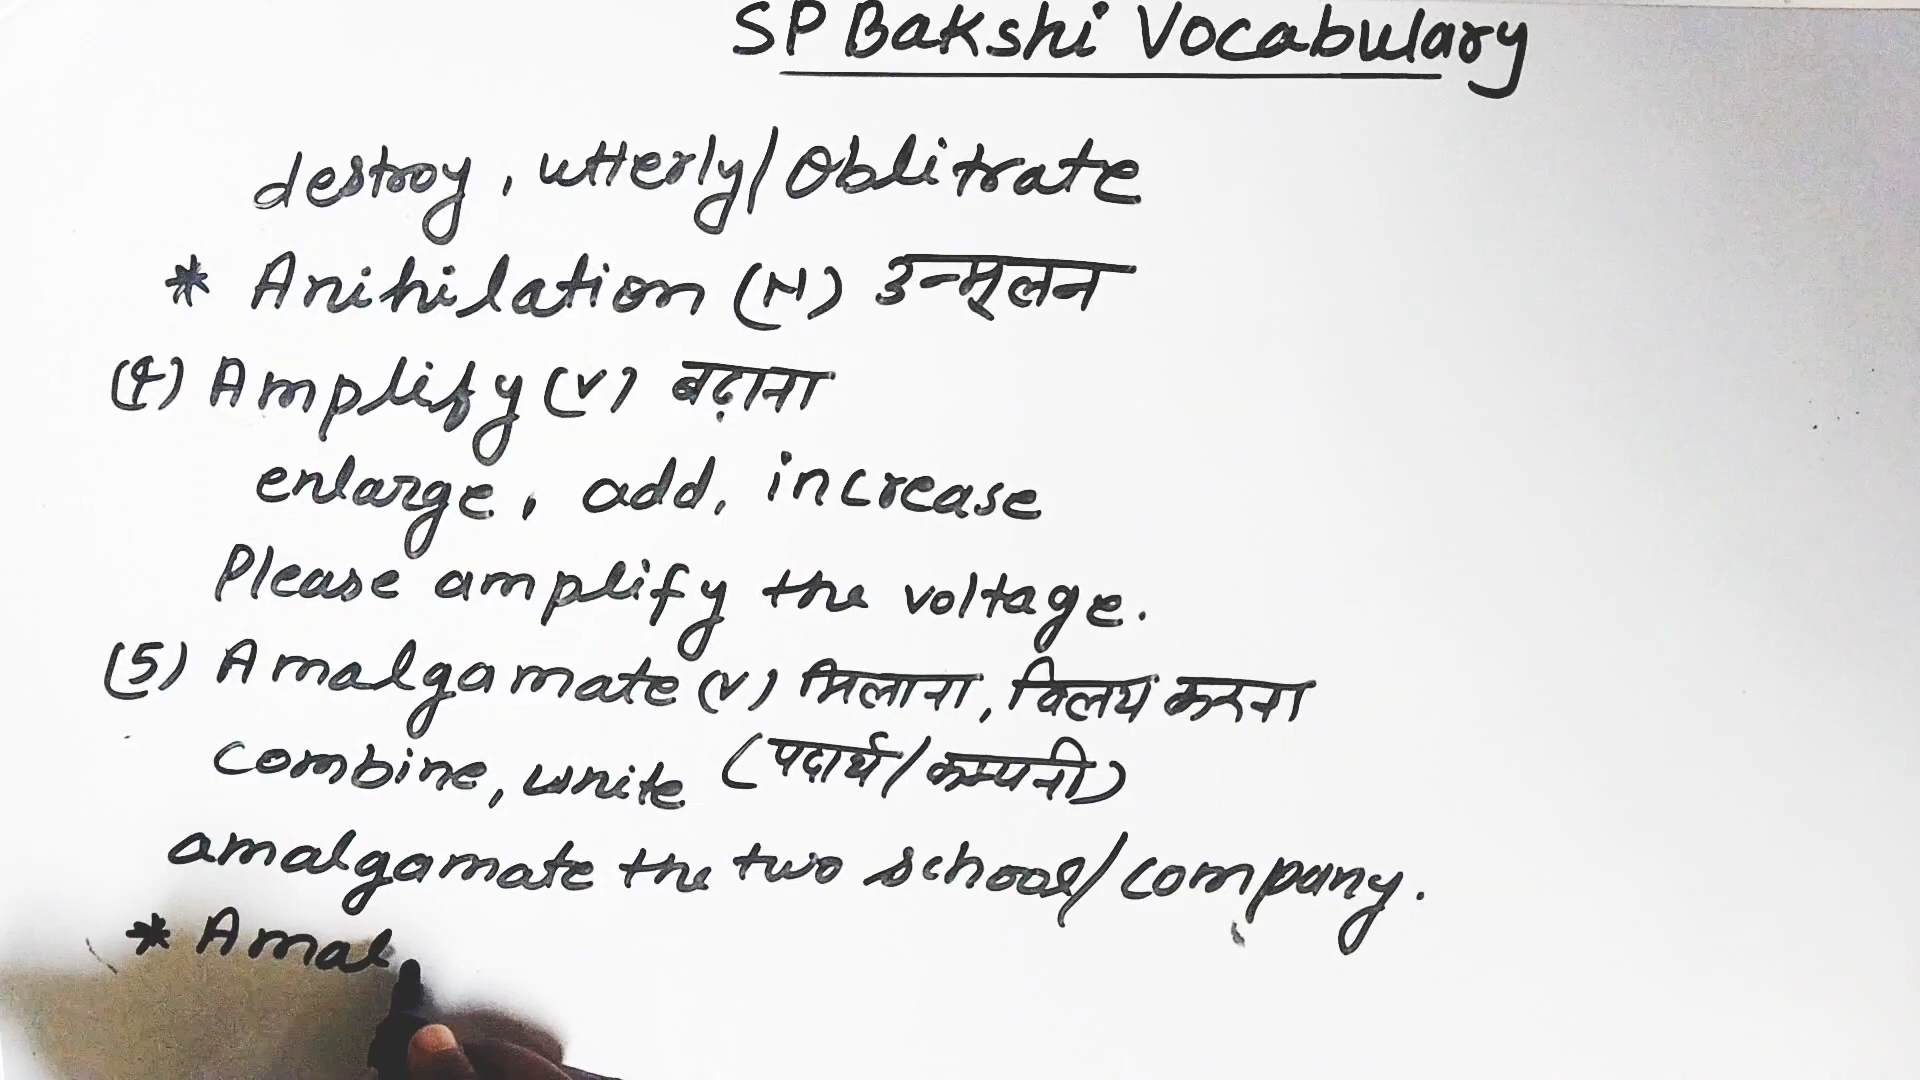 SP Bakshi Vocabulary
destroy, utterly/Oblitrate
* Anihilation (N) उन्मूलन
(4) Amplify (V) बढ़ाना
enlarge, add, increase
Please amplify the voltage.
(5) Amalgamate (V) मिलाना, विलय करना
combine, unite (पदार्थ/कम्पनी)
amalgamate the two school/company.
* Amal